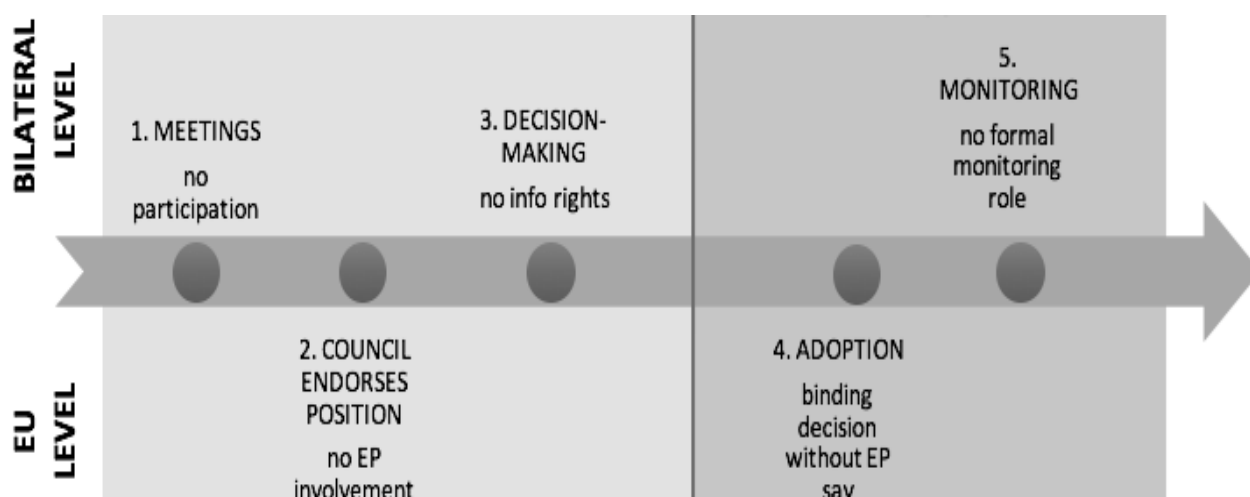 BILATERAL
LEVEL
1. MEETINGS
no
participation
3. DECISION-
MAKING
no info rights
5.
MONITORING
no formal
monitoring
role
EU
LEVEL
2. COUNCIL
ENDORSES
POSITION
no EP
involvement
4. ADOPTION
binding
decision
without EP
say